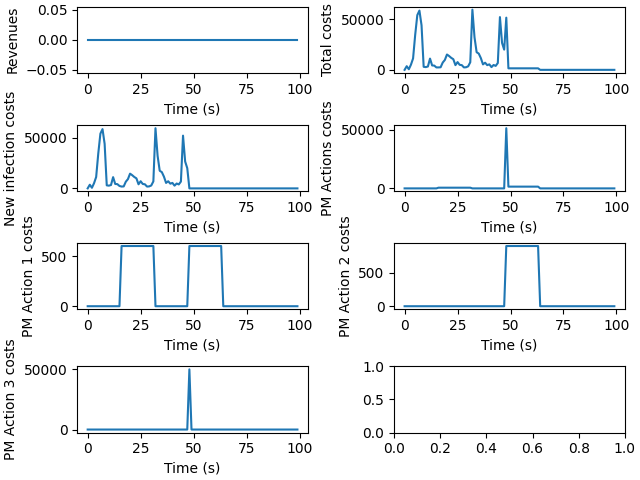 Revenues
0.05
0.00
−0.05
0 25 50 75 100
Time (s)
Total costs
50000
0
0 25 50 75 100
Time (s)
New infection costs
50000
0
0 25 50 75 100
Time (s)
PM Actions costs
50000
0
0 25 50 75 100
Time (s)
PM Action 1 costs
500
0
0 25 50 75 100
Time (s)
PM Action 2 costs
500
0
0 25 50 75 100
Time (s)
PM Action 3 costs
50000
0
0 25 50 75 100
Time (s)
1.0
0.5
0.0
0.0 0.2 0.4 0.6 0.8 1.0